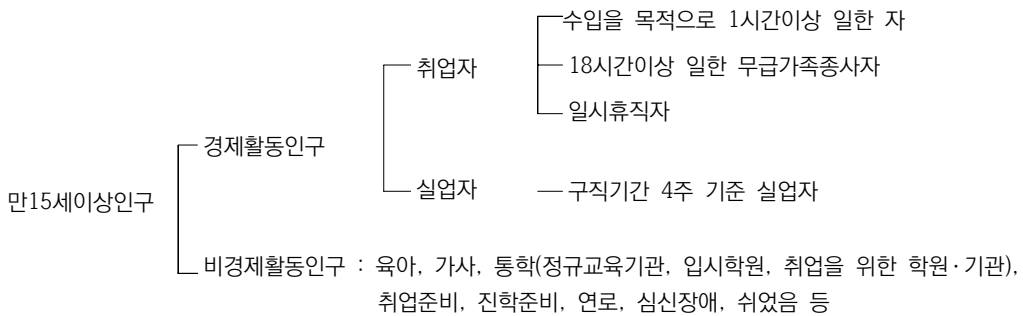 수입을 목적으로 1시간이상 일한 자
취업자
18시간이상 일한 무급가족종사자
일시휴직자
경제활동인구
실업자
구직기간 4주 기준 실업자
만15세이상인구
비경제활동인구 : 육아, 가사, 통학(정규교육기관, 입시학원, 취업을 위한 학원·기관),
취업준비, 진학준비, 연로, 심신장애, 쉬었음 등